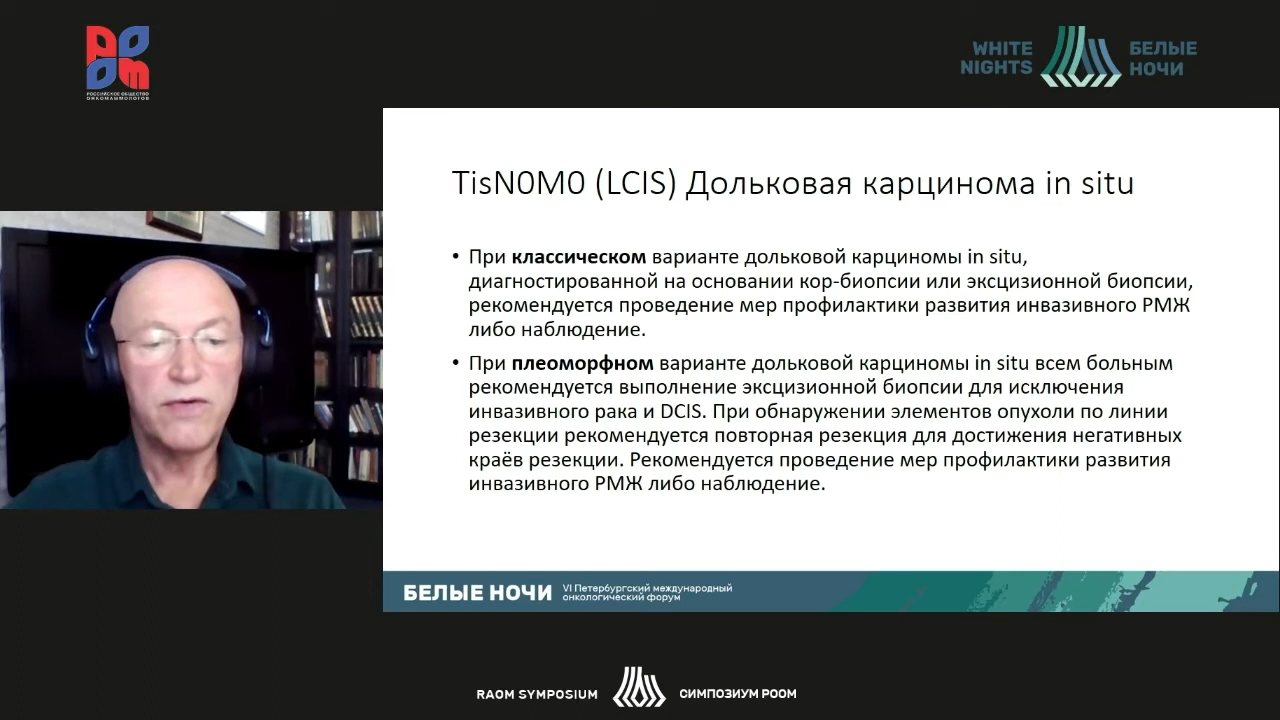 РООМ
РОССИЙСКОЕ ОБЩЕСТВО
ОНКОМАММОЛОГОВ
WHITE
NIGHTS
БЕЛЫЕ
НОЧИ
TisN0M0 (LCIS) Дольковая карцинома in situ
• При классическом варианте дольковой карциномы in situ,
диагностированной на основании кор-биопсии или эксцизионной биопсии,
рекомендуется проведение мер профилактики развития инвазивного РМЖ
либо наблюдение.
• При плеоморфном варианте дольковой карциномы in situ всем больным
рекомендуется выполнение эксцизионной биопсии для исключения
инвазивного рака и DCIS. При обнаружении элементов опухоли по линии
резекции рекомендуется повторная резекция для достижения негативных
краёв резекции. Рекомендуется проведение мер профилактики развития
инвазивного РМЖ либо наблюдение.
БЕЛЫЕ НОЧИ
VI Петербургский международный
онкологический форум
RAOM SYMPOSIUM
СИМПОЗИУМ РООМ